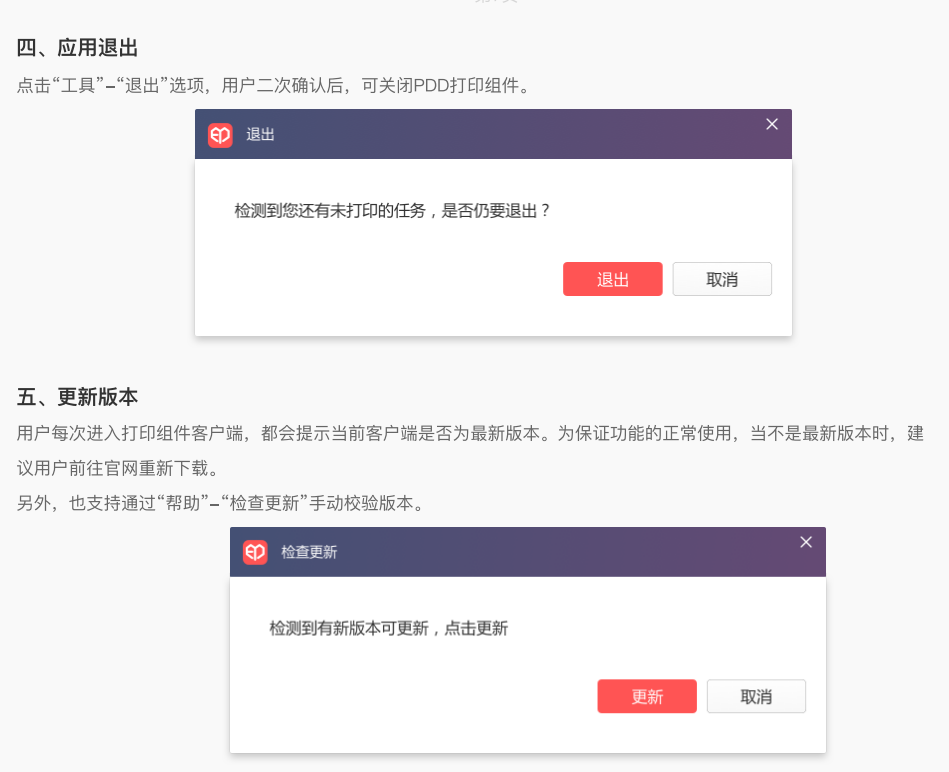 四、应用退出
点击“工具”–“退出”选项，用户二次确认后，可关闭PDD打印组件。
退出
检测到您还有未打印的任务，是否仍要退出？
退出 取消
五、更新版本
用户每次进入打印组件客户端，都会提示当前客户端是否为最新版本。为保证功能的正常使用，当不是最新版本时，建
议用户前往官网重新下载。
另外，也支持通过“帮助”–“检查更新”手动校验版本。
检查更新
检测到有新版本可更新，点击更新
更新 取消